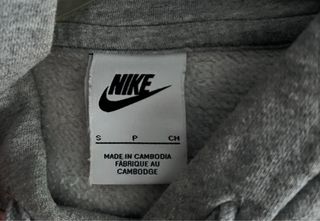 NIKE
S P CH
MADE IN CAMBODIA
FABRIQUÉ AU
CAMBODGE